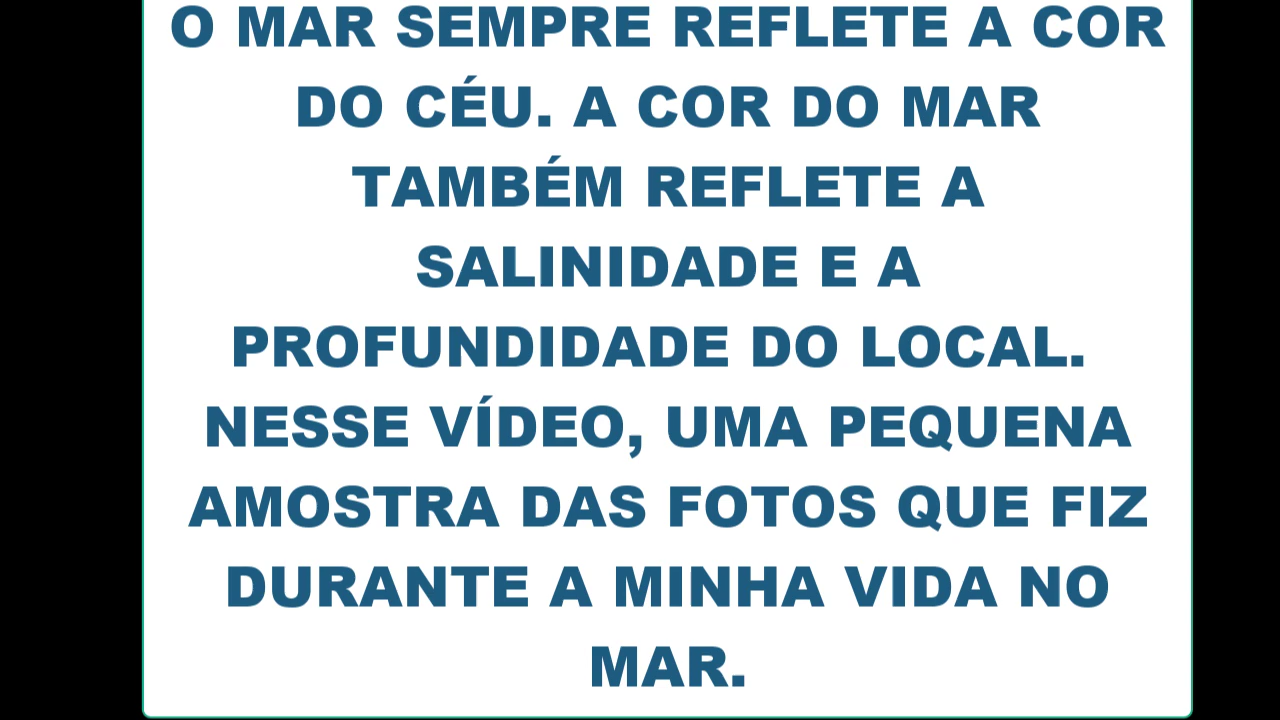 O MAR SEMPRE REFLETE A COR
DO CÉU. A COR DO MAR
TAMBÉM REFLETE A
SALINIDADE E A
PROFUNDIDADE DO LOCAL.
NESSE VÍDEO, UMA PEQUENA
AMOSTRA DAS FOTOS QUE FIZ
DURANTE A MINHA VIDA NO
MAR.